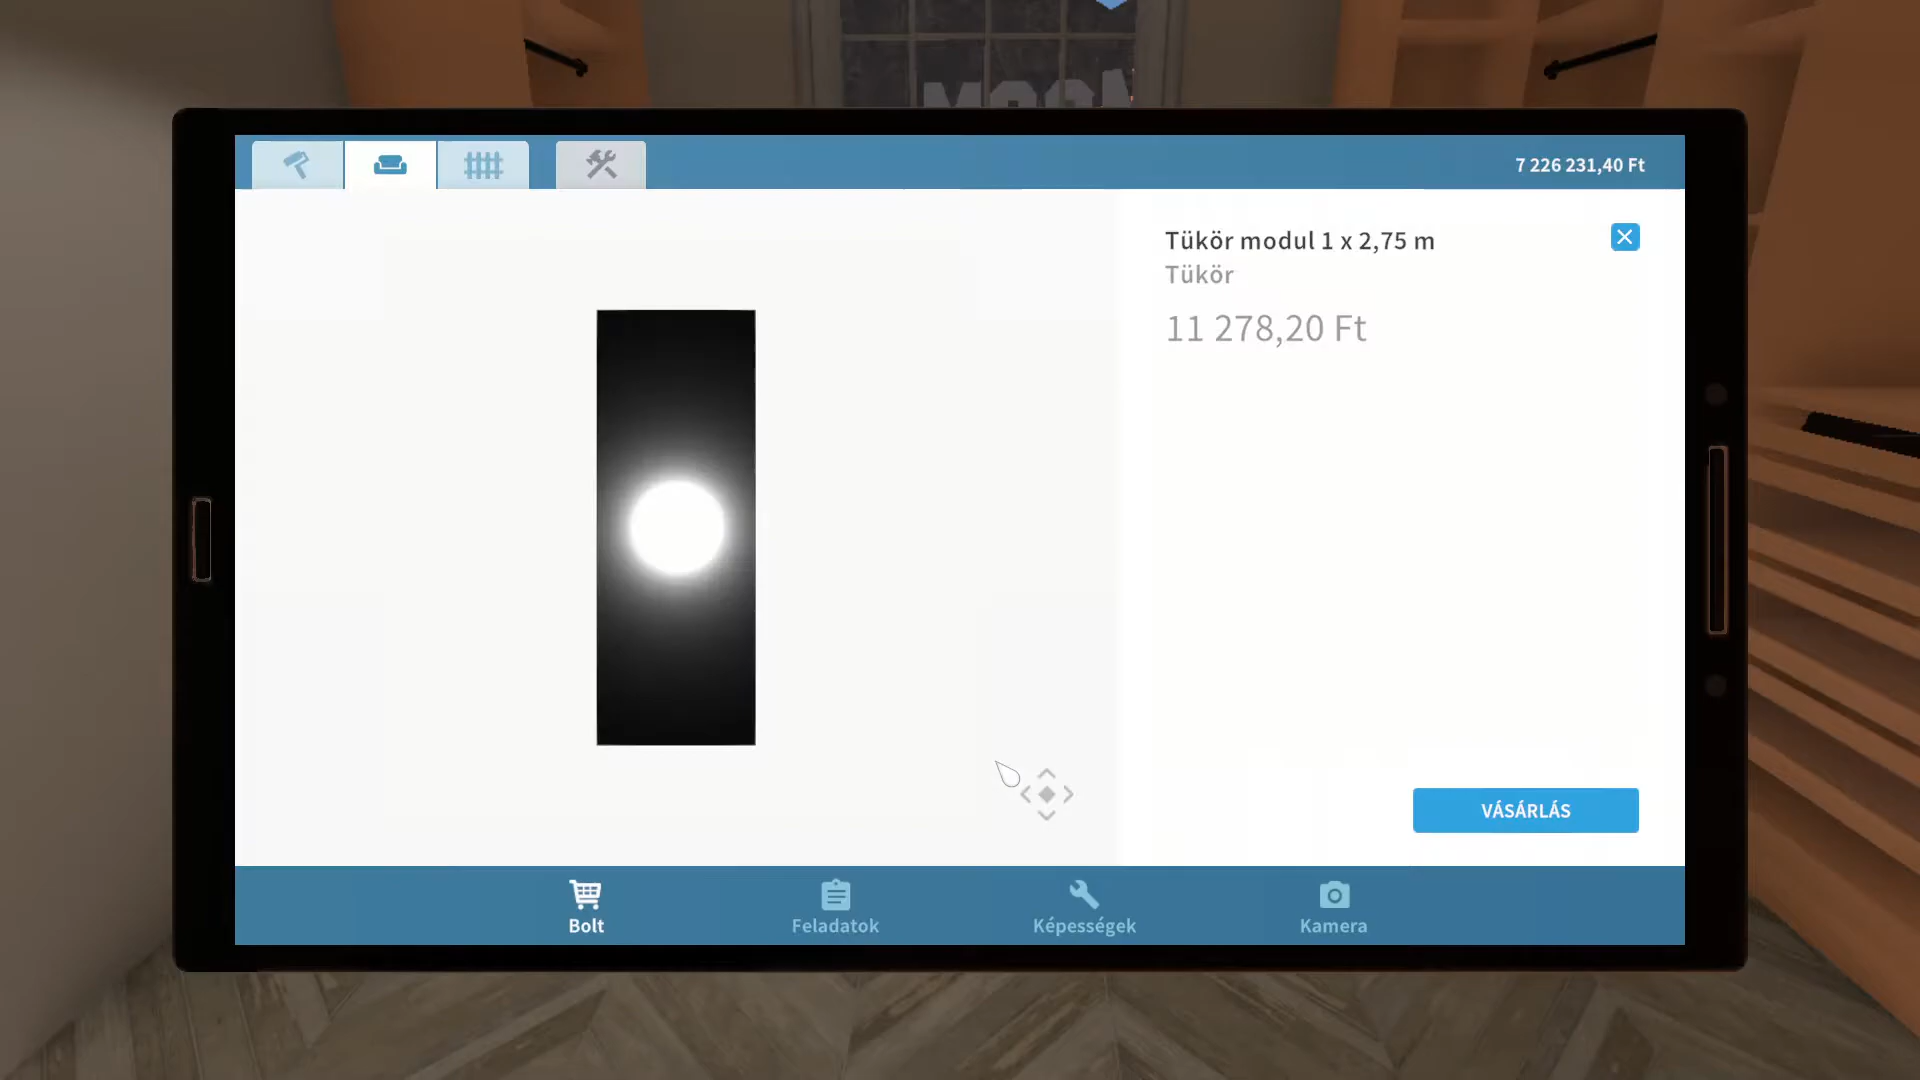 7 226 231,40 Ft
Tükör modul 1 x 2,75 m
Tükör
11 278,20 Ft
VÁSÁRLÁS
Bolt
Feladatok
Képességek
Kamera